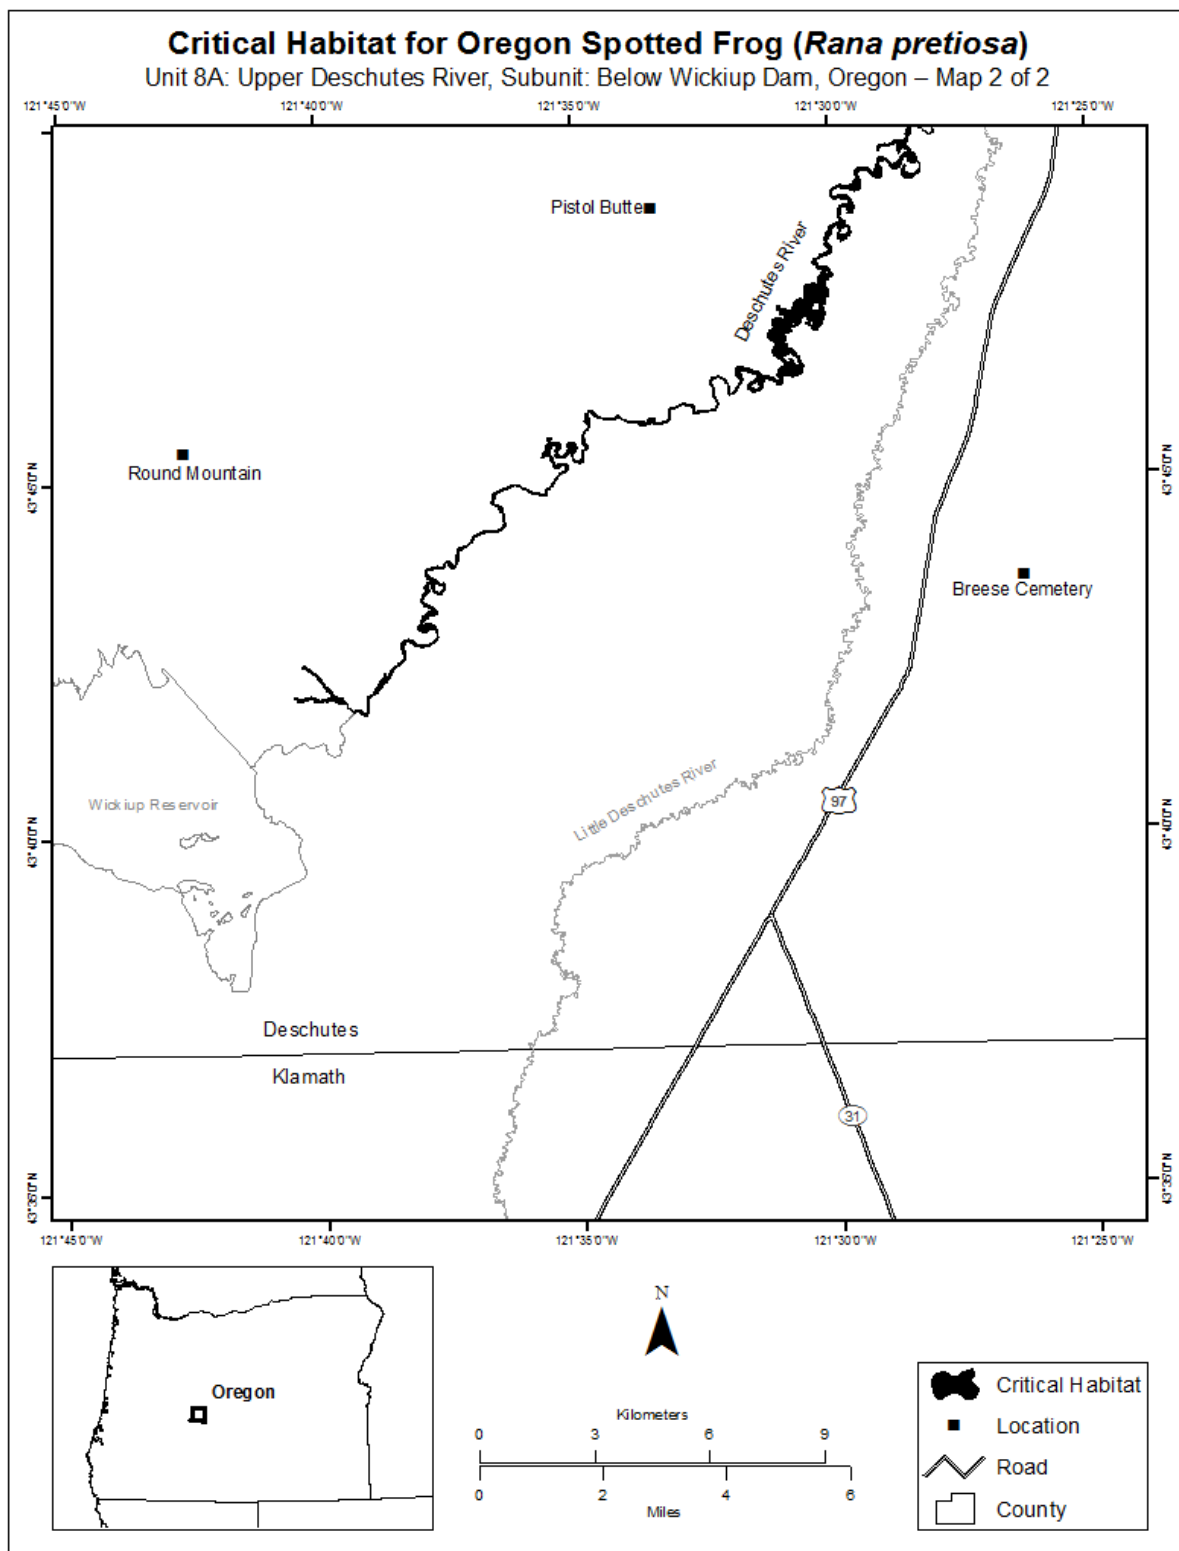 Critical Habitat for Oregon Spotted Frog (Rana pretiosa)
Unit 8A: Upper Deschutes River, Subunit: Below Wickiup Dam, Oregon – Map 2 of 2
121°45'0"W 121°40'0"W 121°35'0"W 121°30'0"W 121°25'0"W
Pistol Butte
Deschutes River
Round Mountain
43°45'0"N 43°45'0"N
Breese Cemetery
Wickiup Reservoir
Little Deschutes River
97
43°40'0"N 43°40'0"N
Deschutes
Klamath
31
43°35'0"N 43°35'0"N
121°45'0"W 121°40'0"W 121°35'0"W 121°30'0"W 121°25'0"W
Oregon
N
Kilometers
0 3 6 9
0 2 4 6
Miles
Critical Habitat
Location
Road
County